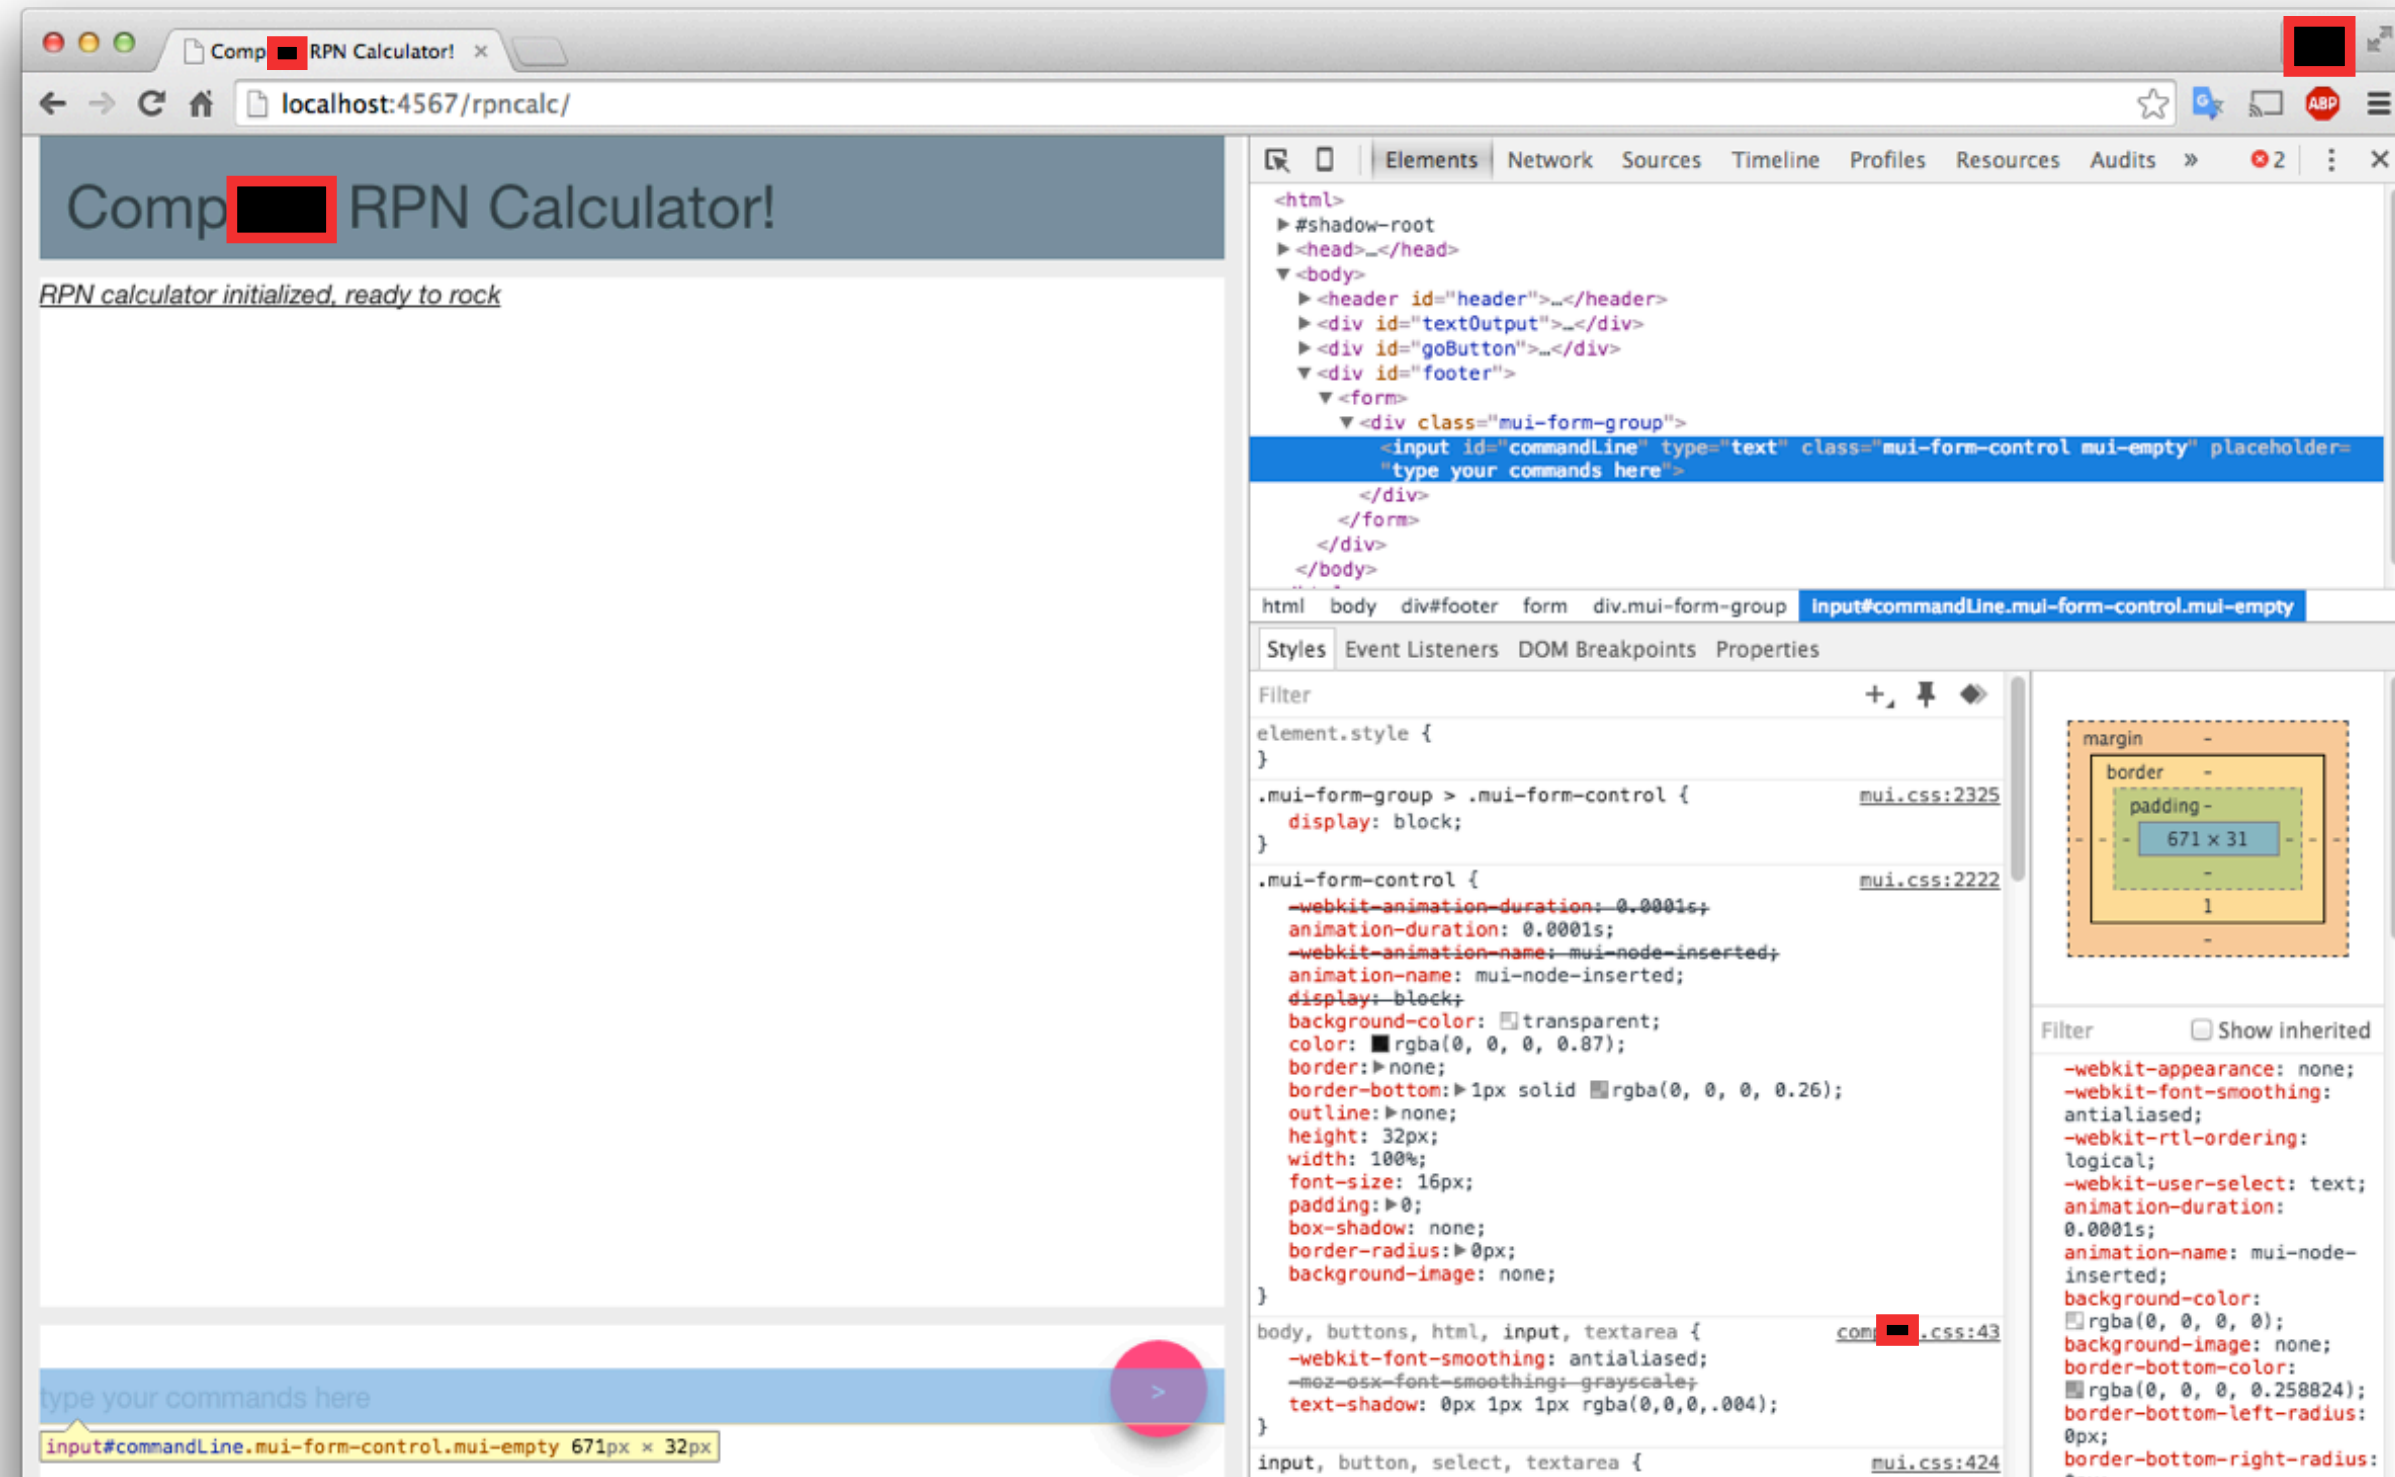 Comp RPN Calculator!
localhost:4567/rpncalc/
ABP
Comp RPN Calculator!
RPN calculator initialized, ready to rock
type your commands here
>
input#commandLine.mui-form-control.mui-empty 671px × 32px
Elements Network Sources Timeline Profiles Resources Audits » 2
<html>
▶#shadow-root
▶<head>…</head>
▼<body>
▶<header id="header">…</header>
▶<div id="textOutput">…</div>
▶<div id="goButton">…</div>
▼<div id="footer">
▼<form>
▼<div class="mui-form-group">
<input id="commandLine" type="text" class="mui-form-control mui-empty" placeholder=
"type your commands here">
</div>
</form>
</div>
</body>
html body div#footer form div.mui-form-group input#commandLine.mui-form-control.mui-empty
Styles Event Listeners DOM Breakpoints Properties
Filter
element.style {
}
.mui-form-group > .mui-form-control { mui.css:2325
display: block;
}
.mui-form-control { mui.css:2222
-webkit-animation-duration: 0.0001s;
animation-duration: 0.0001s;
-webkit-animation-name: mui-node-inserted;
animation-name: mui-node-inserted;
display: block;
background-color: transparent;
color: rgba(0, 0, 0, 0.87);
border:▶none;
border-bottom:▶1px solid rgba(0, 0, 0, 0.26);
outline:▶none;
height: 32px;
width: 100%;
font-size: 16px;
padding:▶0;
box-shadow: none;
border-radius:▶0px;
background-image: none;
}
body, buttons, html, input, textarea { com .css:43
-webkit-font-smoothing: antialiased;
-moz-osx-font-smoothing: grayscale;
text-shadow: 0px 1px 1px rgba(0,0,0,.004);
}
input, button, select, textarea { mui.css:424
margin -
border -
padding -
- - - 671 × 31 - - -
-
1
-
Filter Show inherited
-webkit-appearance: none;
-webkit-font-smoothing:
antialiased;
-webkit-rtl-ordering:
logical;
-webkit-user-select: text;
animation-duration:
0.0001s;
animation-name: mui-node-
inserted;
background-color:
rgba(0, 0, 0, 0);
background-image: none;
border-bottom-color:
rgba(0, 0, 0, 0.258824);
border-bottom-left-radius:
0px;
border-bottom-right-radius: